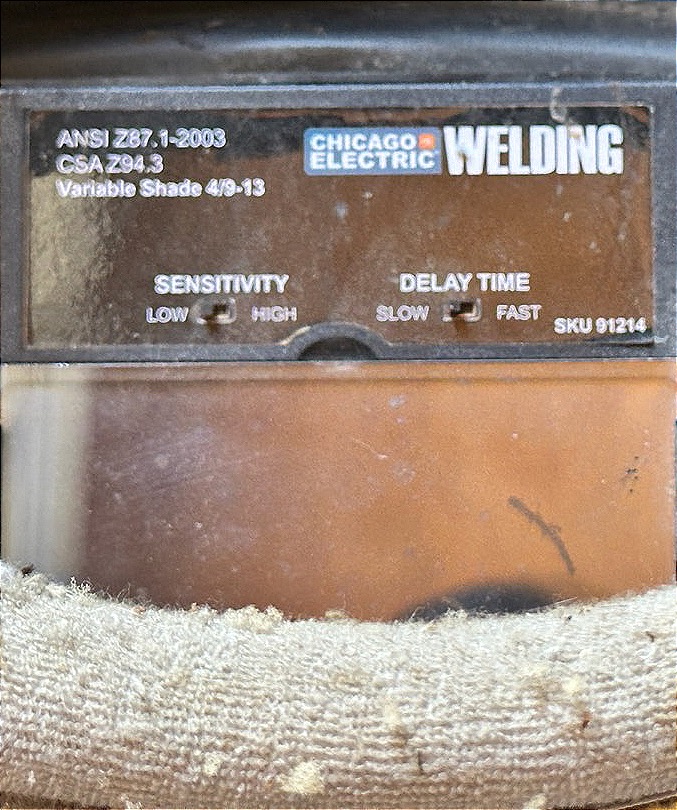 ANSI Z87.1-2003
CSA Z94.3
Variable Shade 4/9-13
CHICAGO
ELECTRIC
WELDING
SENSITIVITY
LOW HIGH
DELAY TIME
SLOW FAST
SKU 91214